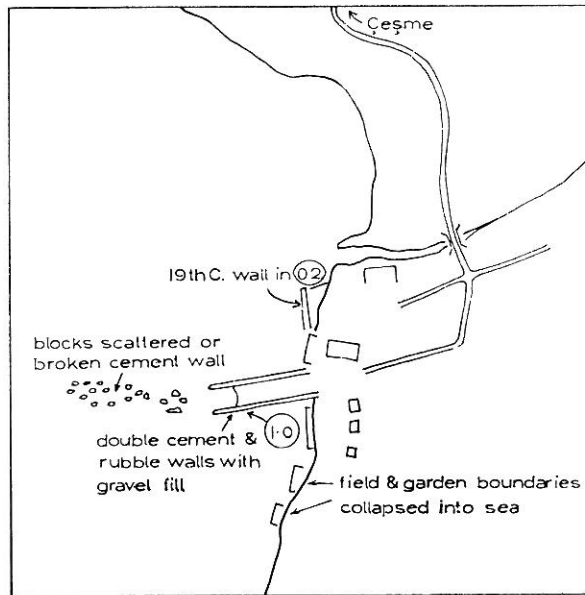 Çeşme
19th C. wall in 0·2
blocks scattered or
broken cement wall
double cement &
rubble walls with
gravel fill
1·0
field & garden boundaries
collapsed into sea